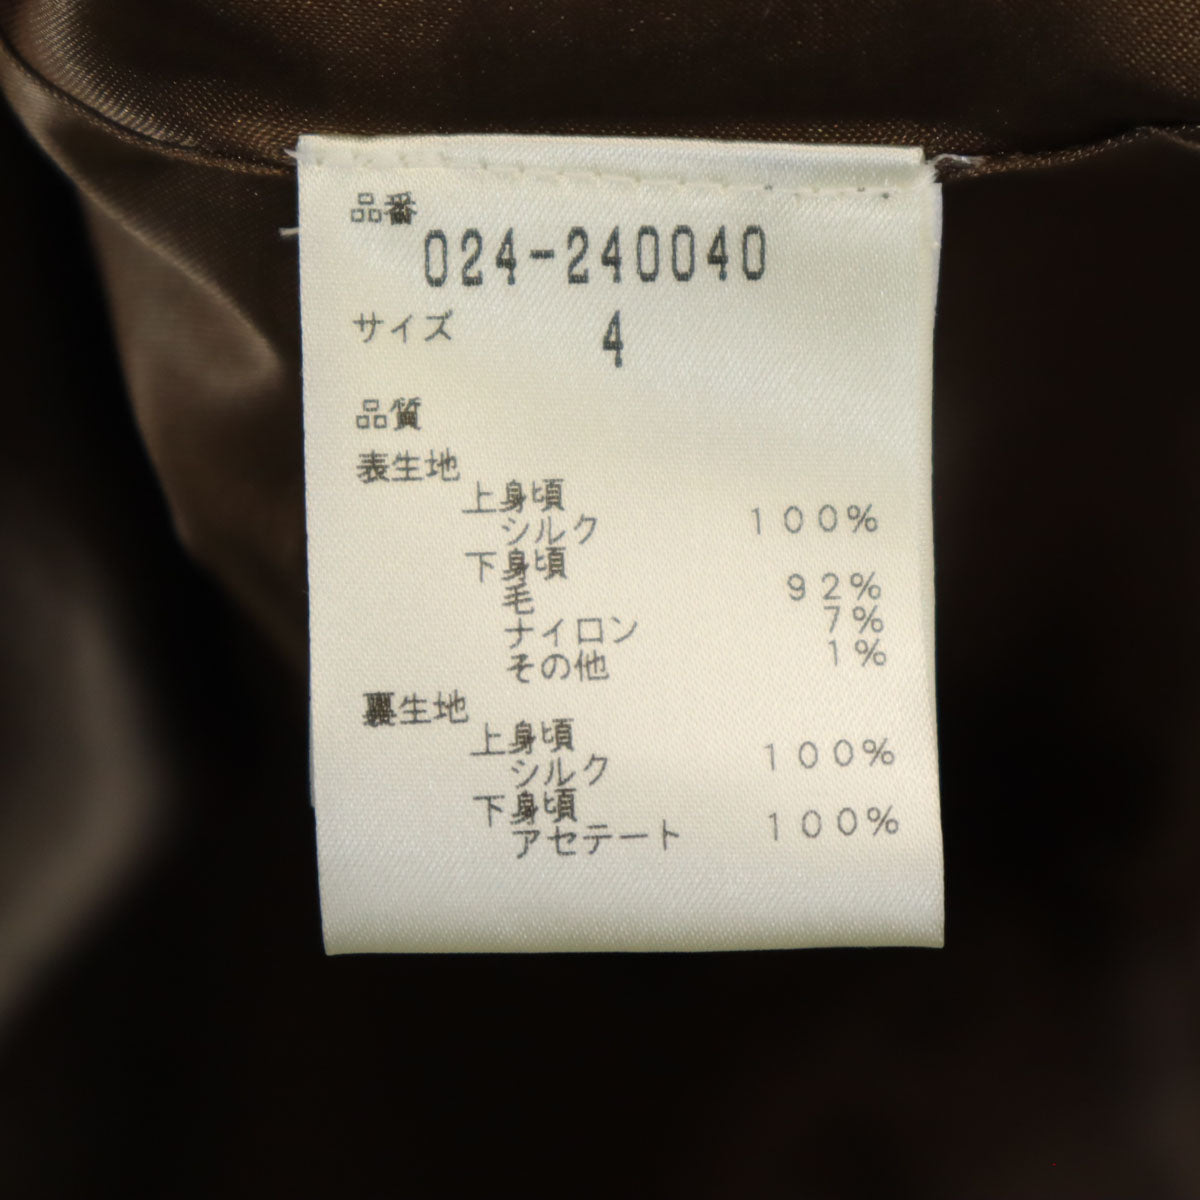 品番
024-240040
サイズ 4
品質
表生地
上身頃
シルク 100%
下身頃
毛 92%
ナイロン 7%
その他 1%
裏生地
上身頃
シルク 100%
下身頃
アセテート 100%